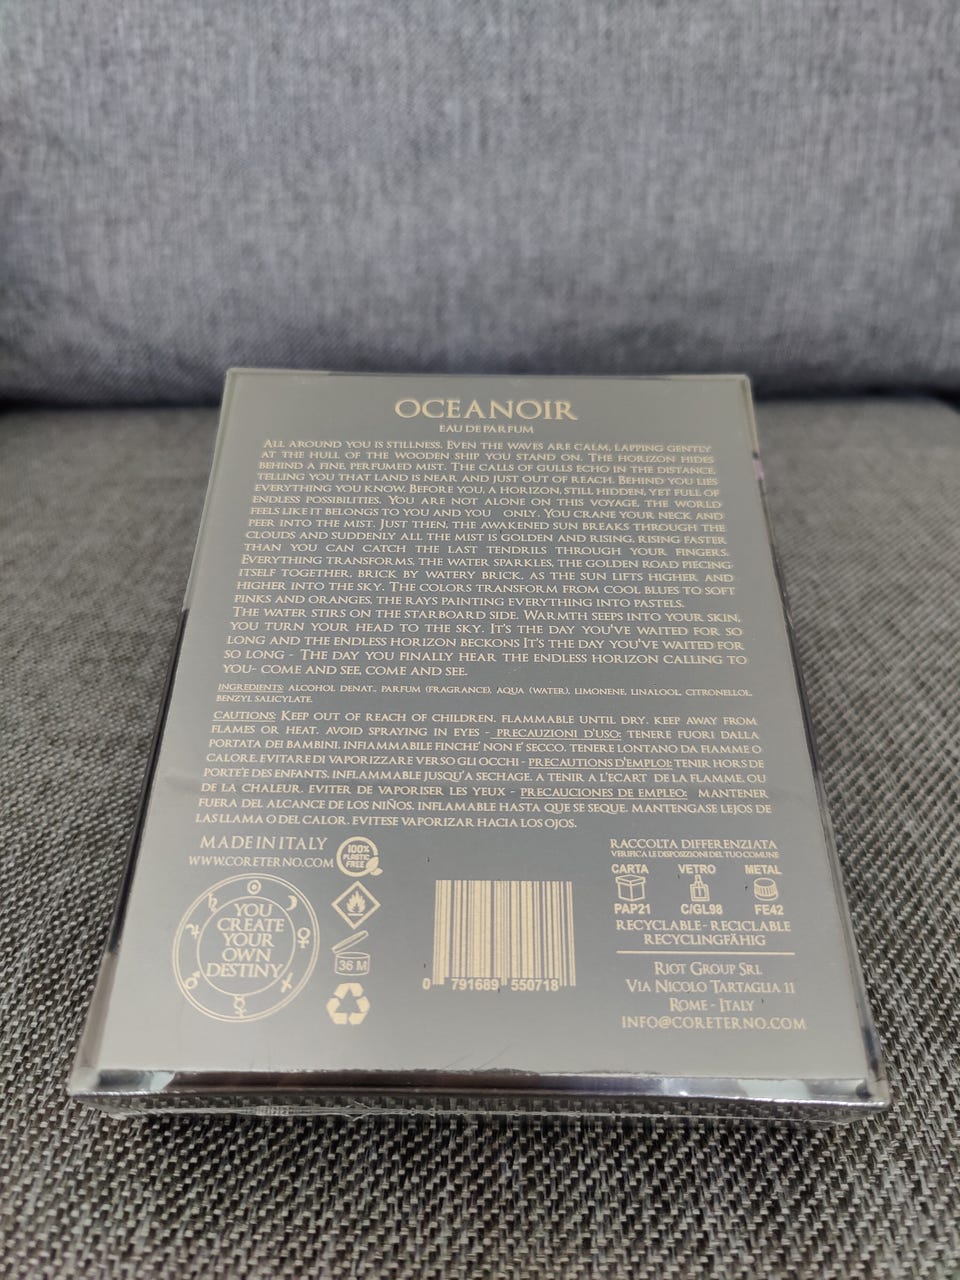 OCEANOIR
EAU DE PARFUM
ALL AROUND YOU IS STILLNESS. EVEN THE WAVES ARE CALM, LAPPING GENTLY
AT THE HULL OF THE WOODEN SHIP YOU STAND ON. THE HORIZON HIDES
BEHIND A FINE, PERFUMED MIST. THE CALLS OF GULLS ECHO IN THE DISTANCE,
TELLING YOU THAT LAND IS NEAR AND JUST OUT OF REACH. BEHIND YOU LIES
EVERYTHING YOU KNOW. BEFORE YOU, A HORIZON, STILL HIDDEN, YET FULL OF
ENDLESS POSSIBILITIES. YOU ARE NOT ALONE ON THIS VOYAGE, THE WORLD
FEELS LIKE IT BELONGS TO YOU AND YOU ONLY. YOU CRANE YOUR NECK AND
PEER INTO THE MIST. JUST THEN, THE AWAKENED SUN BREAKS THROUGH THE
CLOUDS AND SUDDENLY ALL THE MIST IS GOLDEN AND RISING, RISING FASTER
THAN YOU CAN CATCH THE LAST TENDRILS THROUGH YOUR FINGERS.
EVERYTHING TRANSFORMS, THE WATER SPARKLES, THE GOLDEN ROAD PIECING
ITSELF TOGETHER, BRICK BY WATERY BRICK, AS THE SUN LIFTS HIGHER AND
HIGHER INTO THE SKY. THE COLORS TRANSFORM FROM COOL BLUES TO SOFT
PINKS AND ORANGES, THE RAYS PAINTING EVERYTHING INTO PASTELS.
THE WATER STIRS ON THE STARBOARD SIDE. WARMTH SEEPS INTO YOUR SKIN,
YOU TURN YOUR HEAD TO THE SKY. IT'S THE DAY YOU'VE WAITED FOR SO
LONG AND THE ENDLESS HORIZON BECKONS IT'S THE DAY YOU'VE WAITED FOR
SO LONG - THE DAY YOU FINALLY HEAR THE ENDLESS HORIZON CALLING TO
YOU- COME AND SEE, COME AND SEE.
INGREDIENTS: ALCOHOL DENAT., PARFUM (FRAGRANCE), AQUA (WATER), LIMONENE, LINALOOL, CITRONELLOL,
BENZYL SALICYLATE.
CAUTIONS: KEEP OUT OF REACH OF CHILDREN. FLAMMABLE UNTIL DRY. KEEP AWAY FROM
FLAMES OR HEAT. AVOID SPRAYING IN EYES - PRECAUZIONI D'USO: TENERE FUORI DALLA
PORTATA DEI BAMBINI. INFIAMMABILE FINCHE' NON E' SECCO. TENERE LONTANO DA FIAMME O
CALORE. EVITARE DI VAPORIZZARE VERSO GLI OCCHI - PRECAUTIONS D'EMPLOI: TENIR HORS DE
PORTE'E DES ENFANTS. INFLAMMABLE JUSQU'A SECHAGE. A TENIR A L'ECART DE LA FLAMME, OU
DE LA CHALEUR. EVITER DE VAPORISER LES YEUX - PRECAUCIONES DE EMPLEO: MANTENER
FUERA DEL ALCANCE DE LOS NIÑOS. INFLAMABLE HASTA QUE SE SEQUE. MANTENGASE LEJOS DE
LAS LLAMA O DEL CALOR. EVITESE VAPORIZAR HACIA LOS OJOS.
MADE IN ITALY
WWW.CORETERNO.COM
100%
PLASTIC
FREE
YOU
CREATE
YOUR
OWN
DESTINY
36 M
0 791689 550718
RACCOLTA DIFFERENZIATA
VERIFICA LE DISPOSIZIONI DEL TUO COMUNE
CARTA VETRO METAL
PAP21 C/GL98 FE42
RECYCLABLE - RECICLABLE
RECYCLINGFÄHIG
RIOT GROUP SRL
VIA NICOLO TARTAGLIA 11
ROME - ITALY
INFO@CORETERNO.COM